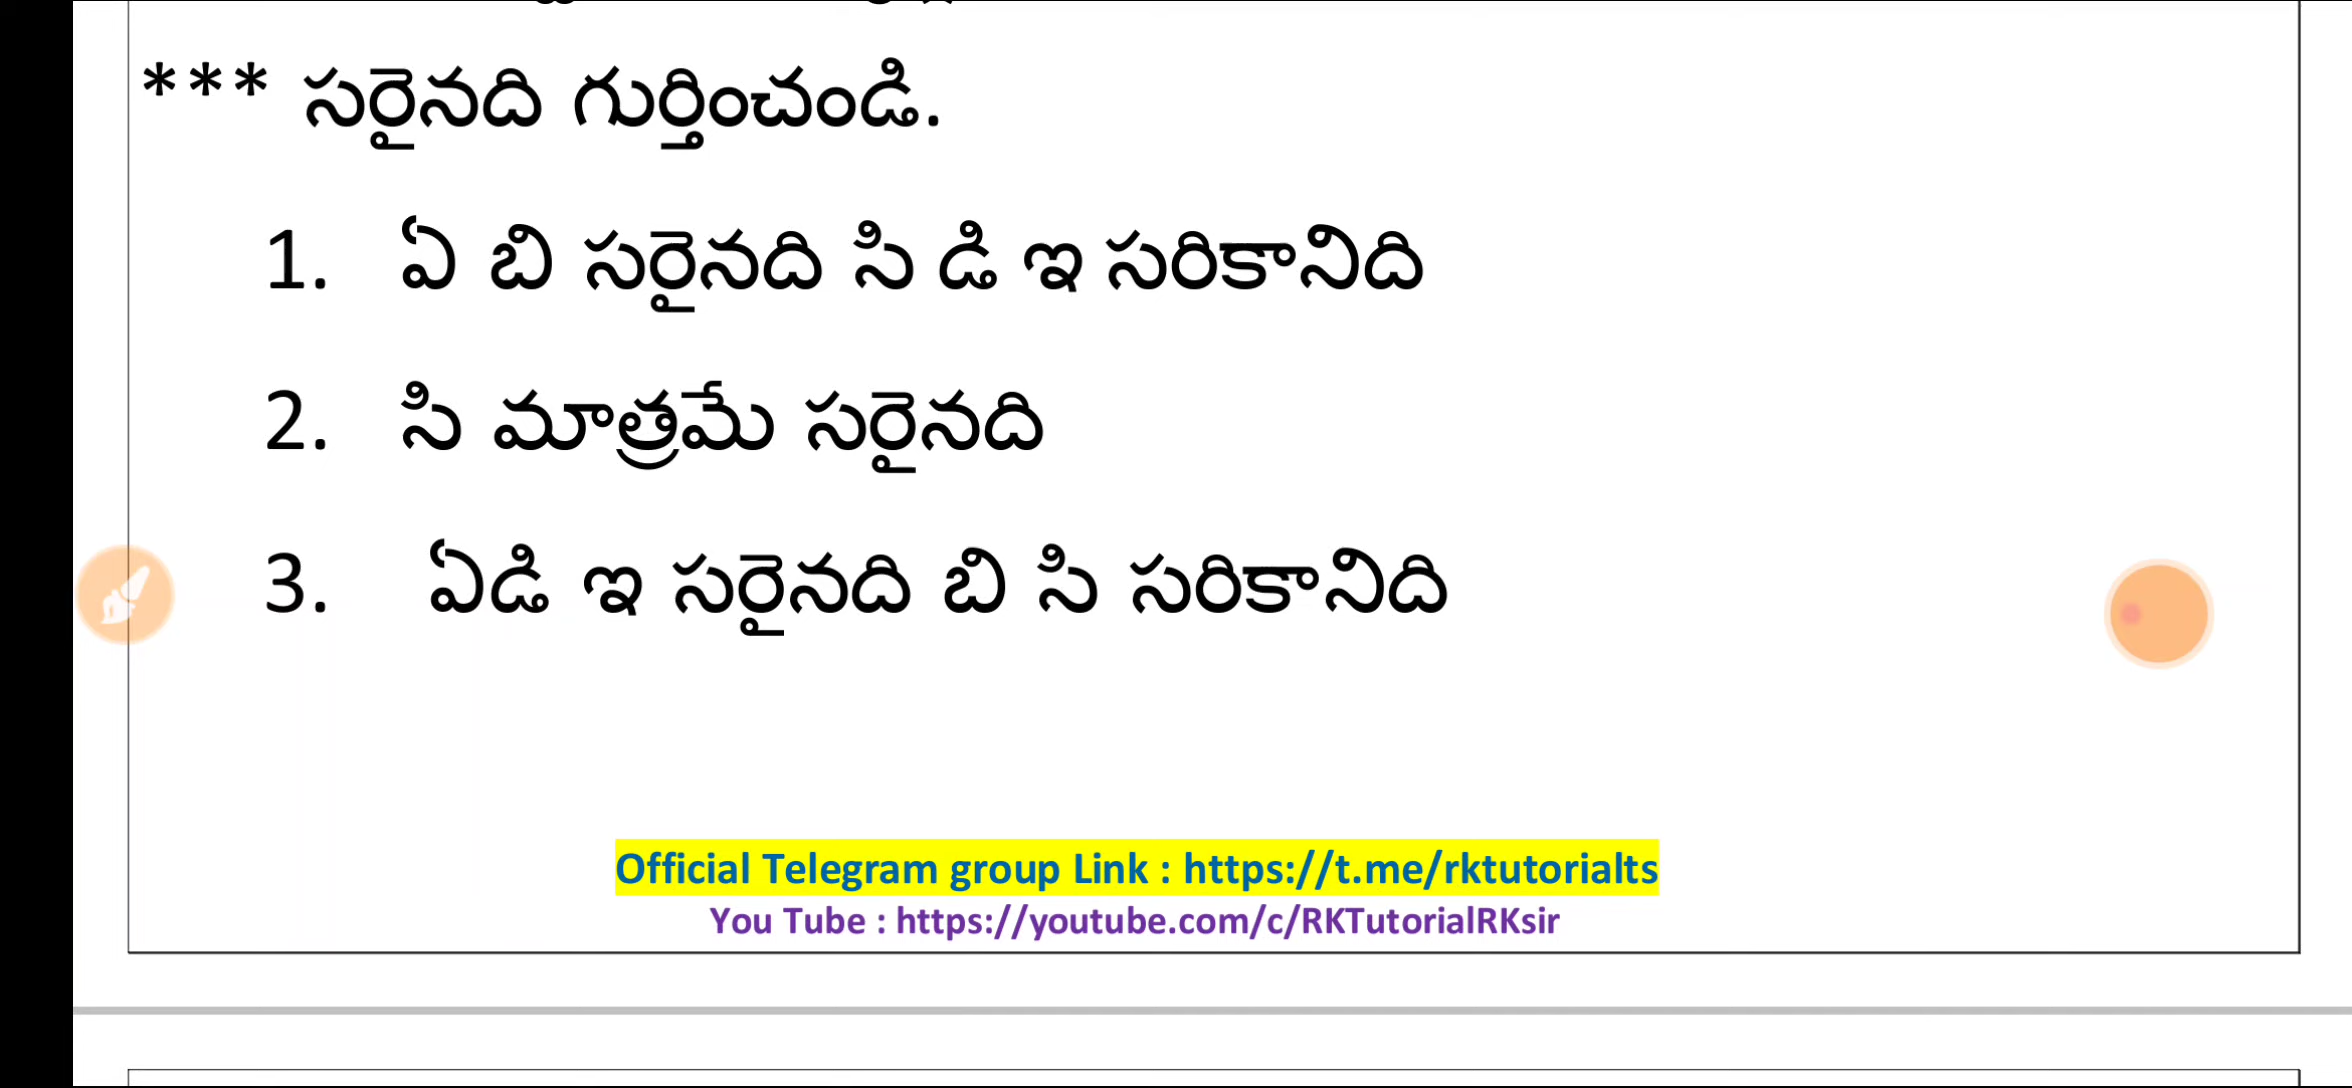 *** సరైనది గుర్తించండి.
1. ఏ బి సరైనది సి డి ఇ సరికానిది
2. సి మాత్రమే సరైనది
3. ఏడి ఇ సరైనది బి సి సరికానిది
Official Telegram group Link : https://t.me/rktutorialts
You Tube : https://youtube.com/c/RKTutorialRKsir